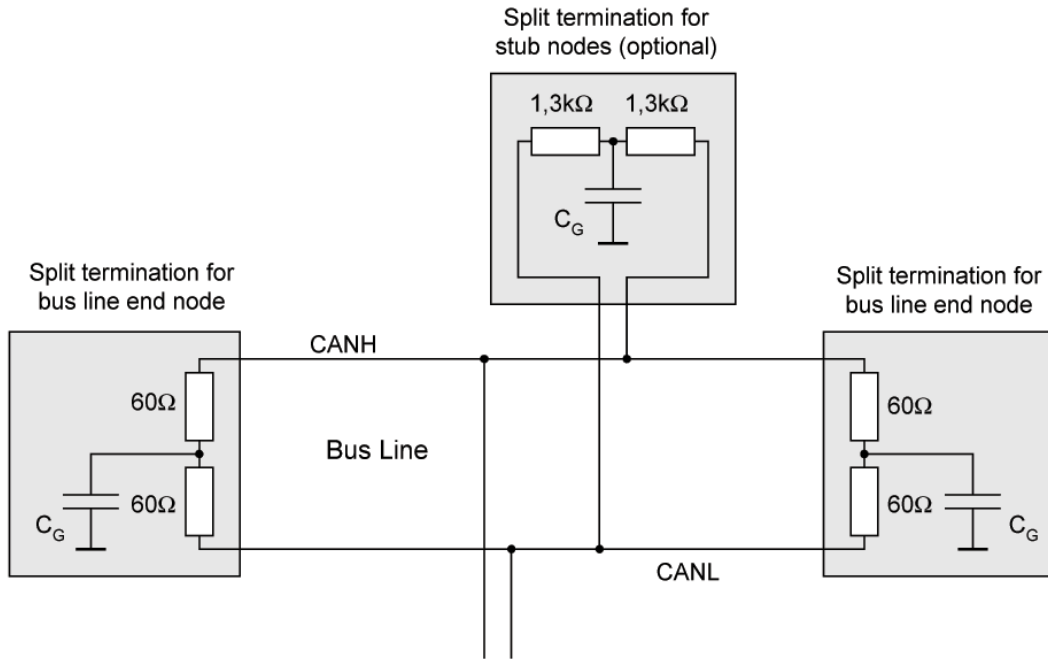 Split termination for
stub nodes (optional)
1,3kΩ 1,3kΩ
C_G
Split termination for
bus line end node
Split termination for
bus line end node
CANH
60Ω
60Ω
Bus Line
60Ω
60Ω
C_G
C_G
CANL